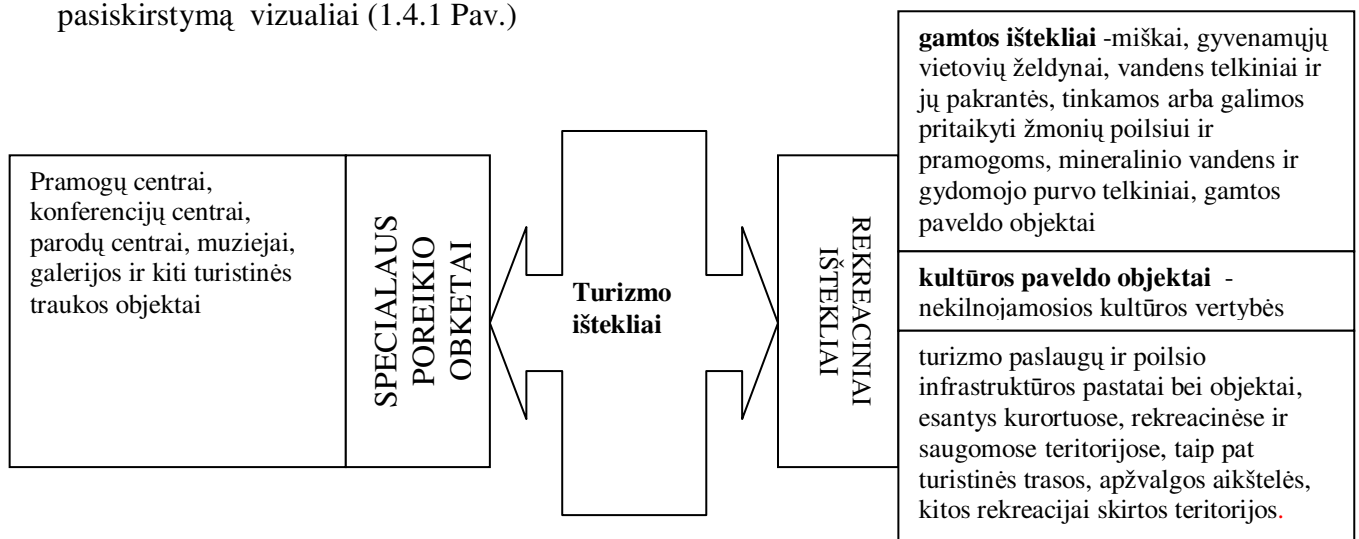 pasiskirstymą vizualiai (1.4.1 Pav.)
Pramogų centrai,
konferencijų centrai,
parodų centrai, muziejai,
galerijos ir kiti turistinės
traukos objektai
SPECIALAUS
POREIKIO
OBKETAI
Turizmo
ištekliai
REKREACINIAI
IŠTEKLIAI
gamtos ištekliai -miškai, gyvenamųjų
vietovių želdynai, vandens telkiniai ir
jų pakrantės, tinkamos arba galimos
pritaikyti žmonių poilsiui ir
pramogoms, mineralinio vandens ir
gydomojo purvo telkiniai, gamtos
paveldo objektai
kultūros paveldo objektai -
nekilnojamosios kultūros vertybės
turizmo paslaugų ir poilsio
infrastruktūros pastatai bei objektai,
esantys kurortuose, rekreacinėse ir
saugomose teritorijose, taip pat
turistinės trasos, apžvalgos aikštelės,
kitos rekreacijai skirtos teritorijos.